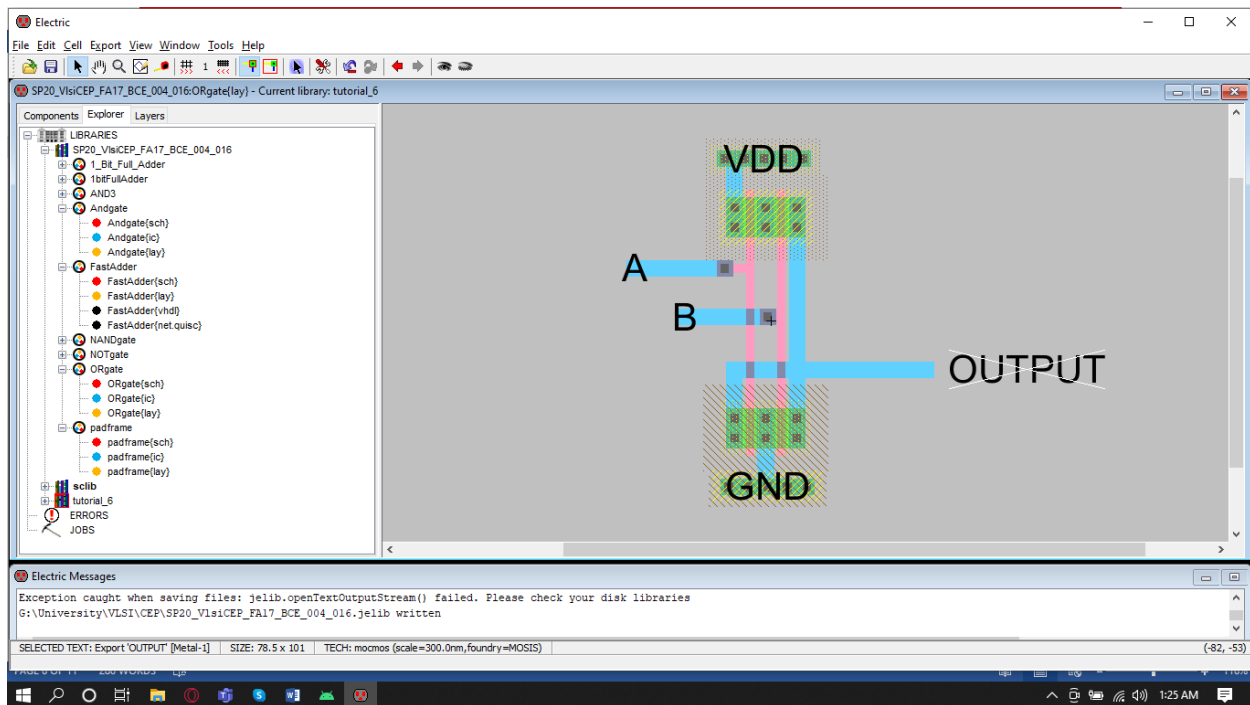 Electric
File Edit Cell Export View Window Tools Help
1
SP20_VlsiCEP_FA17_BCE_004_016:ORgate{lay} - Current library: tutorial_6
Components Explorer Layers
LIBRARIES
SP20_VlsiCEP_FA17_BCE_004_016
1_Bit_Full_Adder
1bitFullAdder
AND3
Andgate
Andgate{sch}
Andgate{ic}
Andgate{lay}
FastAdder
FastAdder{sch}
FastAdder{lay}
FastAdder{vhdl}
FastAdder{net.quisc}
NANDgate
NOTgate
ORgate
ORgate{sch}
ORgate{ic}
ORgate{lay}
padframe
padframe{sch}
padframe{ic}
padframe{lay}
sclib
tutorial_6
ERRORS
JOBS
VDD
A
B
OUTPUT
GND
Electric Messages
Exception caught when saving files: jelib.openTextOutputStream() failed. Please check your disk libraries
G:\University\VLSI\CEP\SP20_VlsiCEP_FA17_BCE_004_016.jelib written
SELECTED TEXT: Export 'OUTPUT' [Metal-1] SIZE: 78.5 x 101 TECH: mocmos (scale=300.0nm,foundry=MOSIS) (-82, -53)
1:25 AM